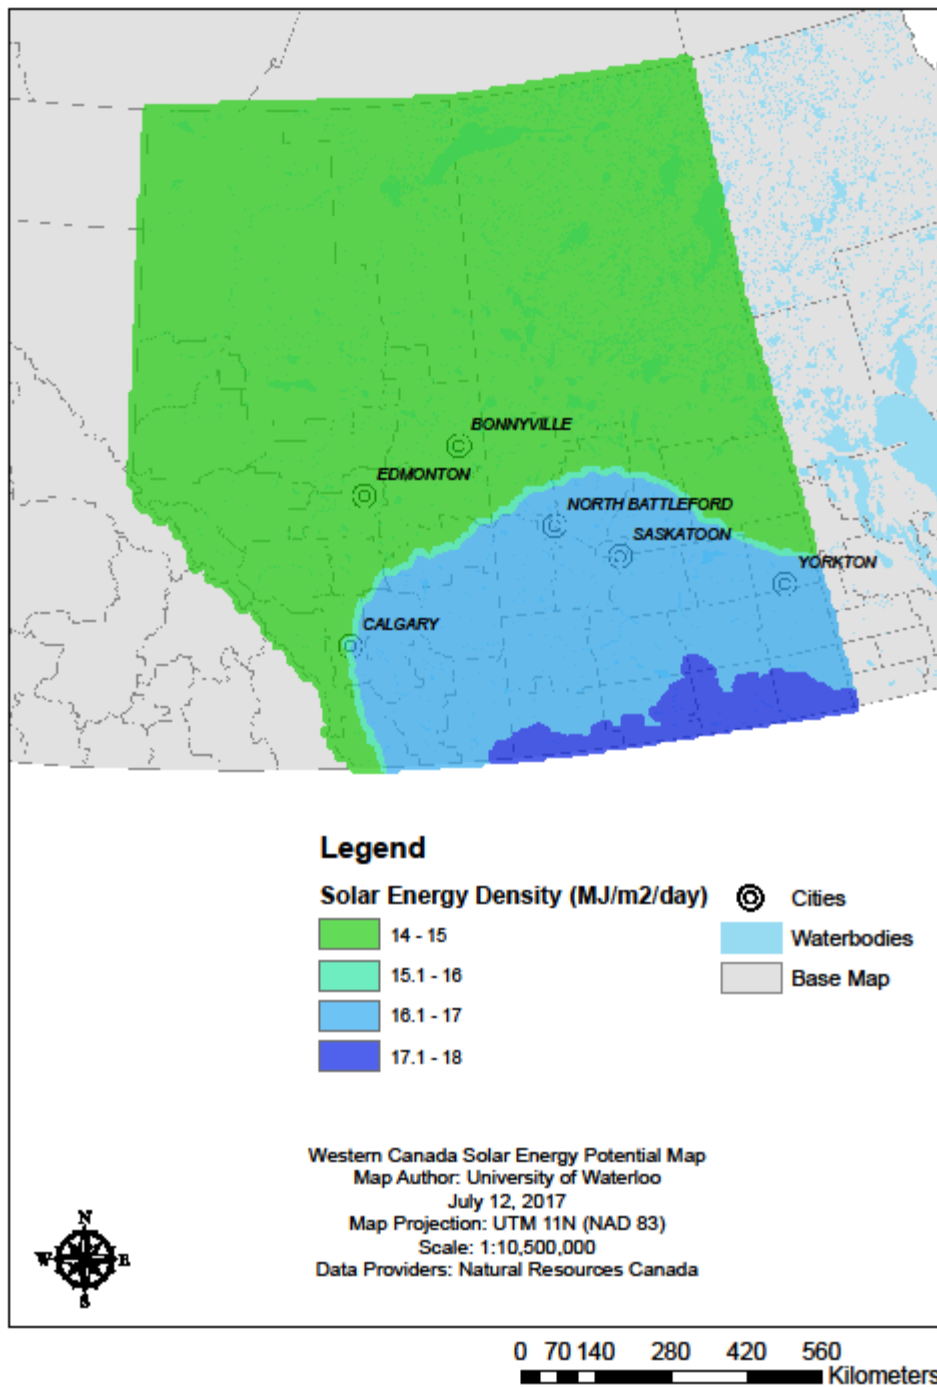 BONNYVILLE
EDMONTON
NORTH BATTLEFORD
SASKATOON
YORKTON
CALGARY
Legend
Solar Energy Density (MJ/m2/day)
14 - 15
15.1 - 16
16.1 - 17
17.1 - 18
Cities
Waterbodies
Base Map
Western Canada Solar Energy Potential Map
Map Author: University of Waterloo
July 12, 2017
Map Projection: UTM 11N (NAD 83)
Scale: 1:10,500,000
Data Providers: Natural Resources Canada
N
W E
S
0 70 140 280 420 560
Kilometers